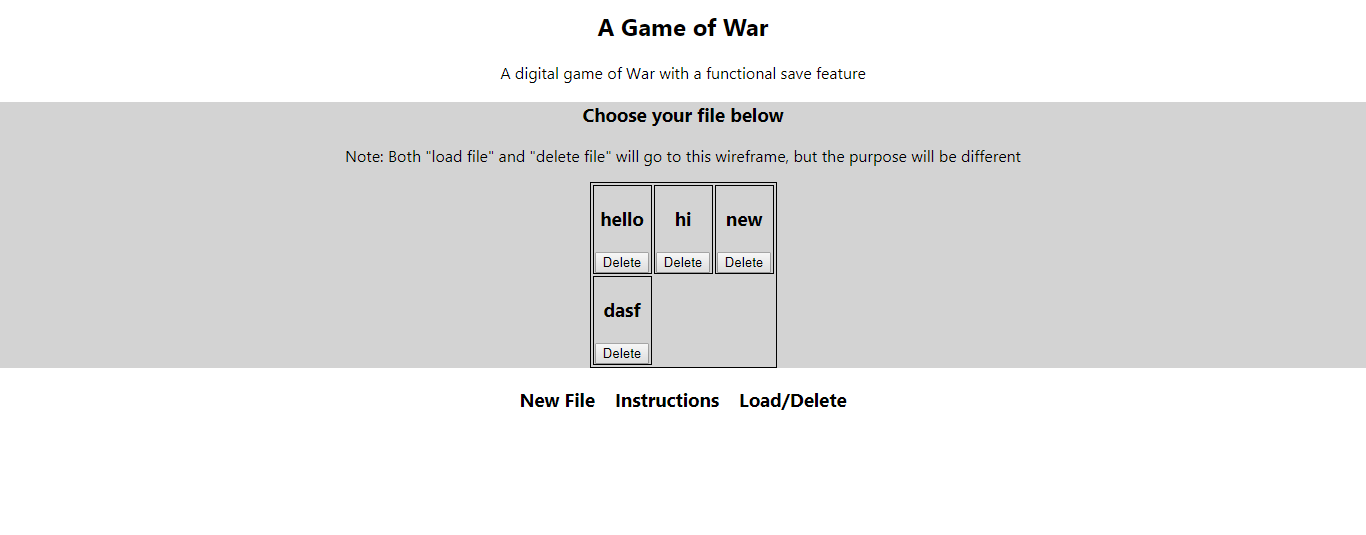 A Game of War
A digital game of War with a functional save feature
Choose your file below
Note: Both "load file" and "delete file" will go to this wireframe, but the purpose will be different
hello hi new
Delete Delete Delete
dasf
Delete
New File Instructions Load/Delete